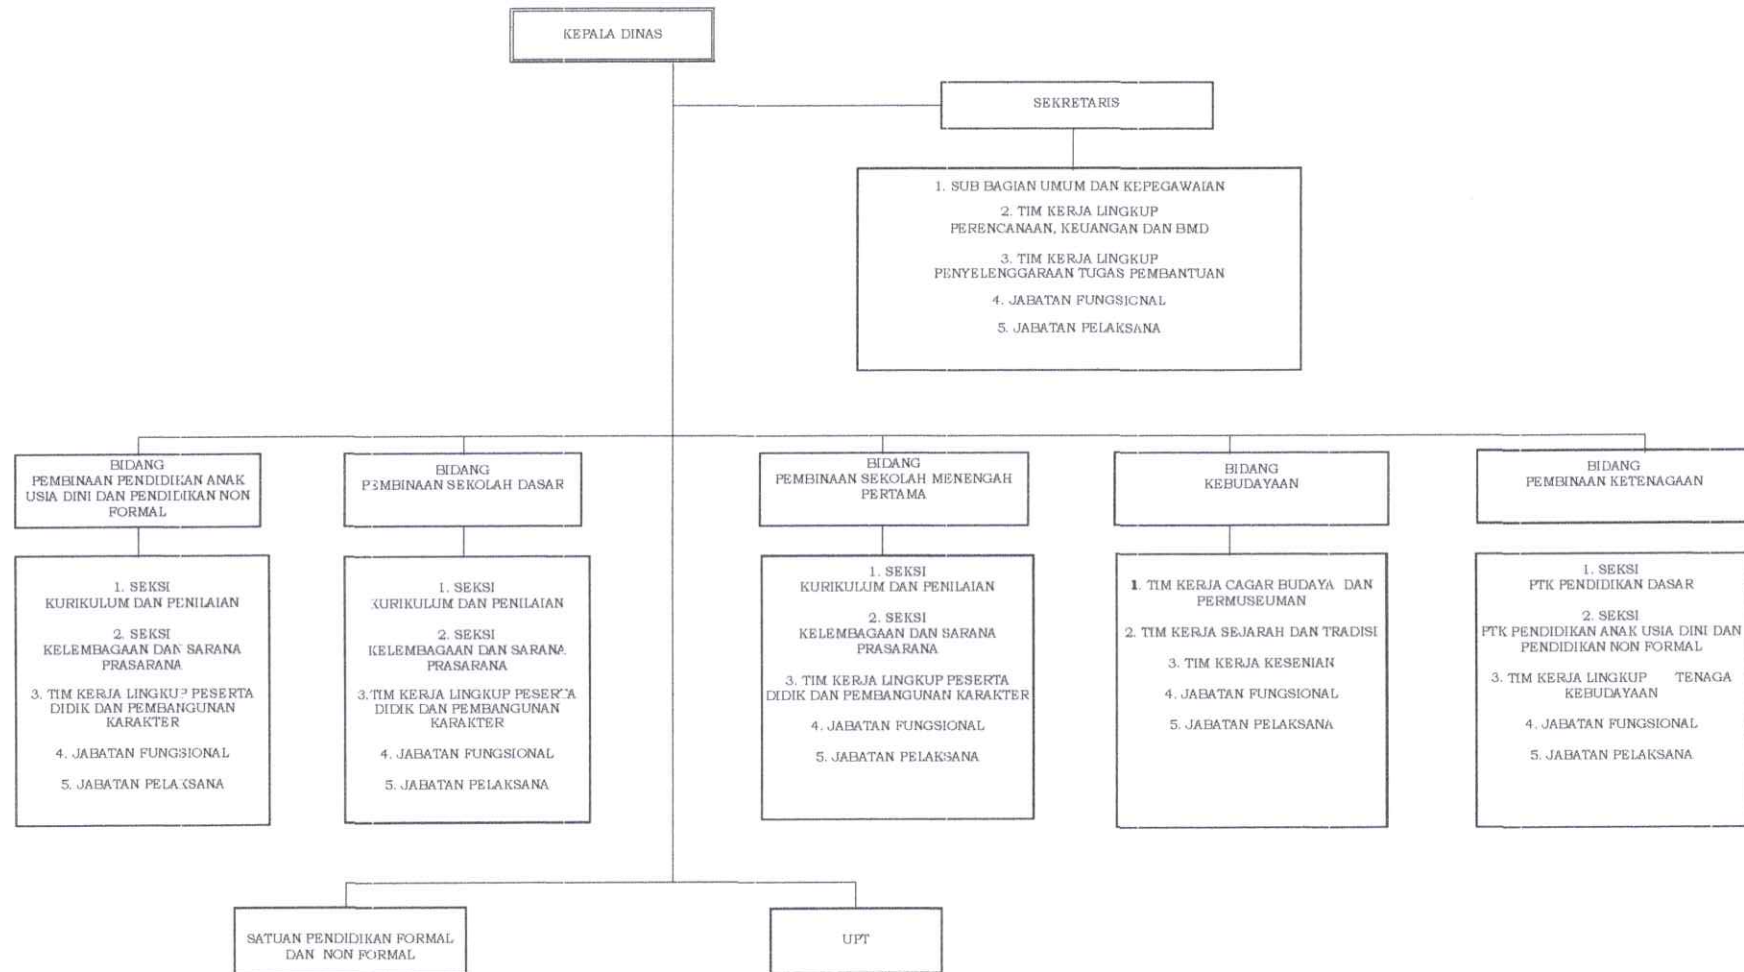 KEPALA DINAS
SEKRETARIS
1. SUB BAGIAN UMUM DAN KEPEGAWAIAN
2. TIM KERJA LINGKUP
PERENCANAAN, KEUANGAN DAN BMD
3. TIM KERJA LINGKUP
PENYELENGGARAAN TUGAS PEMBANTUAN
4. JABATAN FUNGSIONAL
5. JABATAN PELAKSANA
BIDANG
PEMBINAAN PENDIDIKAN ANAK
USIA DINI DAN PENDIDIKAN NON
FORMAL
1. SEKSI
KURIKULUM DAN PENILAIAN
2. SEKSI
KELEMBAGAAN DAN SARANA
PRASARANA
3. TIM KERJA LINGKUP PESERTA
DIDIK DAN PEMBANGUNAN
KARAKTER
4. JABATAN FUNGSIONAL
5. JABATAN PELAKSANA
BIDANG
PEMBINAAN SEKOLAH DASAR
1. SEKSI
KURIKULUM DAN PENILAIAN
2. SEKSI
KELEMBAGAAN DAN SARANA
PRASARANA
3.TIM KERJA LINGKUP PESERTA
DIDIK DAN PEMBANGUNAN
KARAKTER
4. JABATAN FUNGSIONAL
5. JABATAN PELAKSANA
BIDANG
PEMBINAAN SEKOLAH MENENGAH
PERTAMA
1. SEKSI
KURIKULUM DAN PENILAIAN
2. SEKSI
KELEMBAGAAN DAN SARANA
PRASARANA
3. TIM KERJA LINGKUP PESERTA
DIDIK DAN PEMBANGUNAN KARAKTER
4. JABATAN FUNGSIONAL
5. JABATAN PELAKSANA
BIDANG
KEBUDAYAAN
1. TIM KERJA CAGAR BUDAYA DAN
PERMUSEUMAN
2. TIM KERJA SEJARAH DAN TRADISI
3. TIM KERJA KESENIAN
4. JABATAN FUNGSIONAL
5. JABATAN PELAKSANA
BIDANG
PEMBINAAN KETENAGAAN
1. SEKSI
PTK PENDIDIKAN DASAR
2. SEKSI
PTK PENDIDIKAN ANAK USIA DINI DAN
PENDIDIKAN NON FORMAL
3. TIM KERJA LINGKUP TENAGA
KEBUDAYAAN
4. JABATAN FUNGSIONAL
5. JABATAN PELAKSANA
SATUAN PENDIDIKAN FORMAL
DAN NON FORMAL
UPT